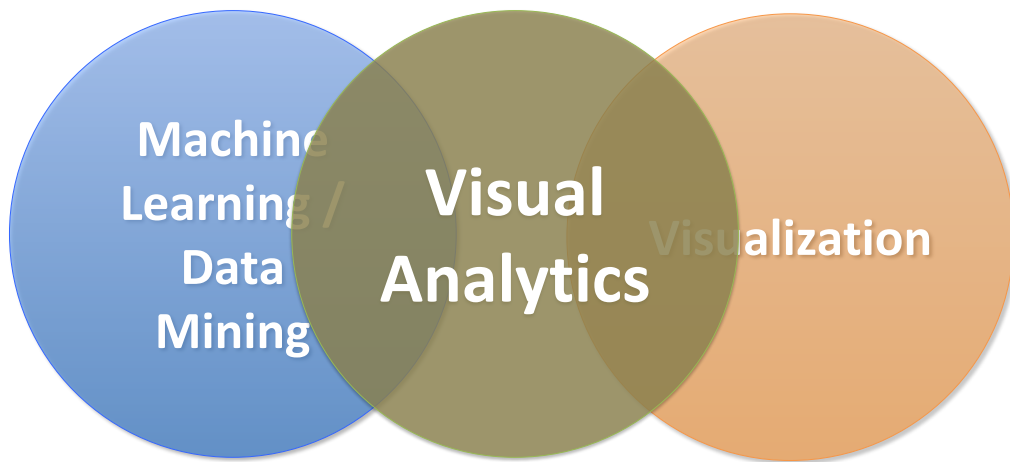 Machine
Learning /
Data
Mining
Visual
Analytics
Visualization